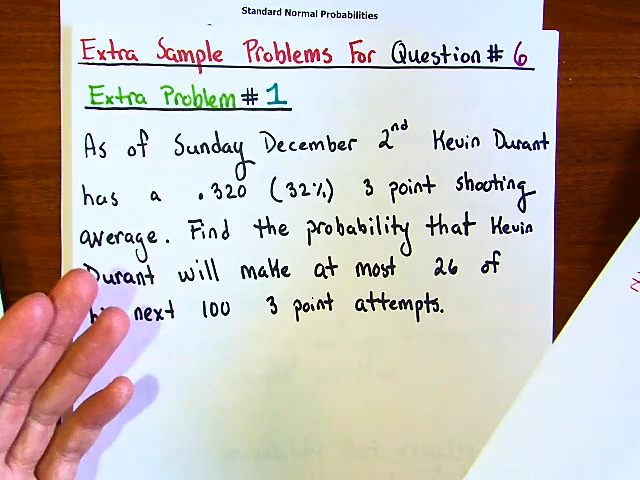 Standard Normal Probabilities
Extra Sample Problems For Question # 6
Extra Problem # 1
As of Sunday December 2nd Kevin Durant
has a .320 (32%) 3 point shooting
average. Find the probability that Kevin
Durant will make at most 26 of
next 100 3 point attempts.